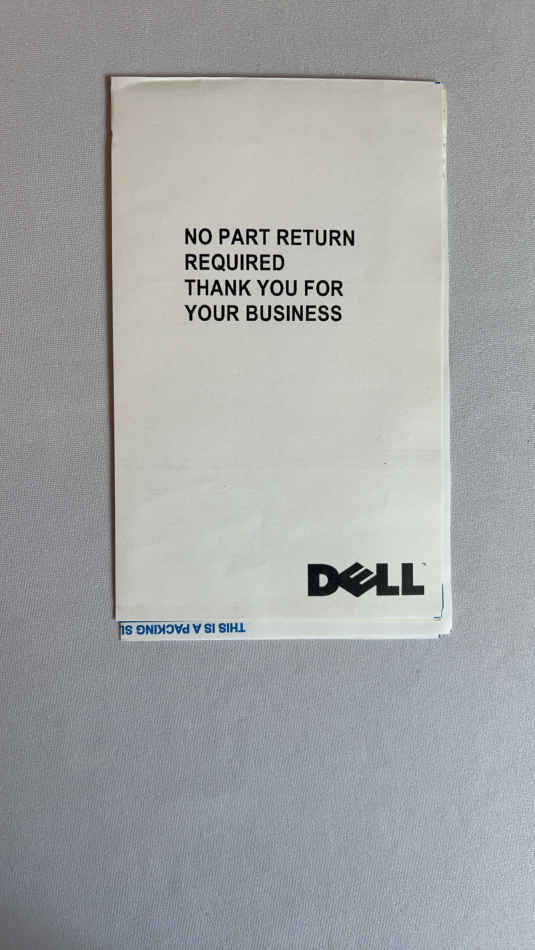 NO PART RETURN
REQUIRED
THANK YOU FOR
YOUR BUSINESS
DELL
THIS IS A PACKING